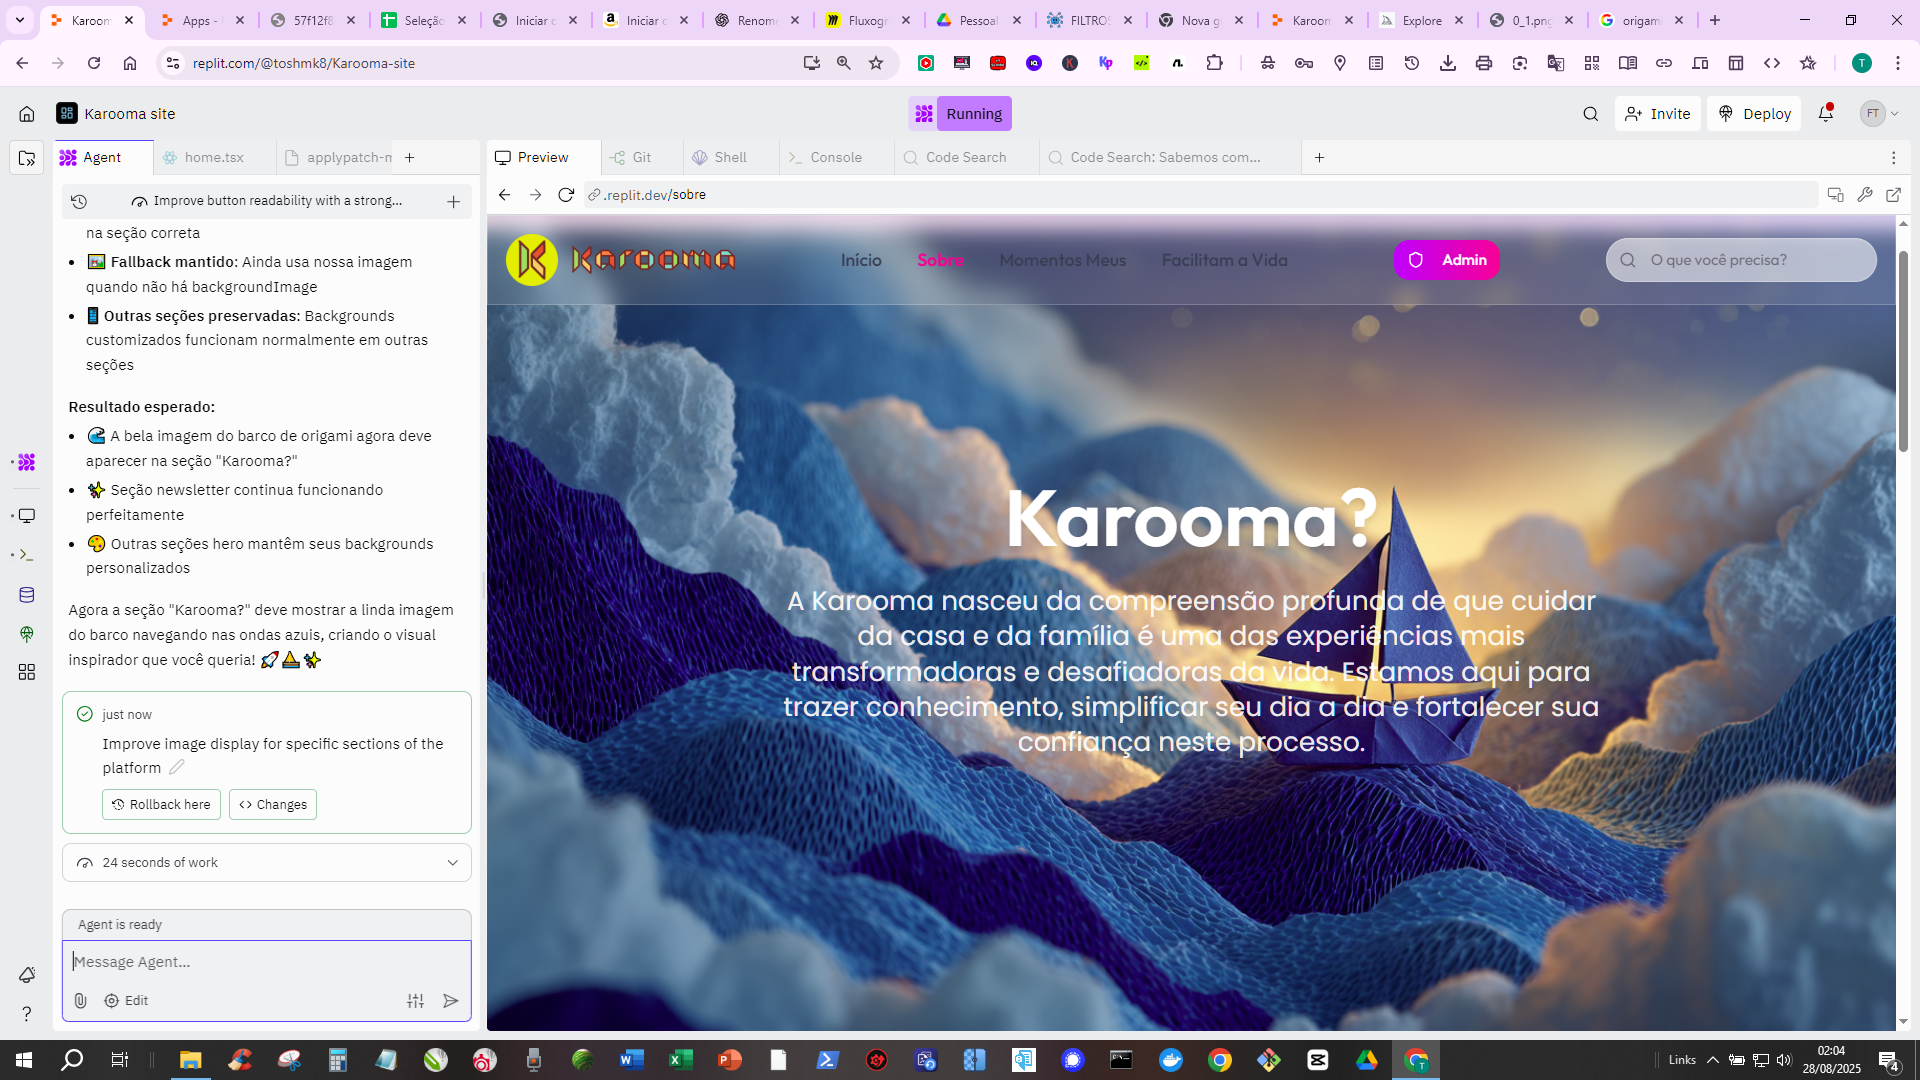 Karoom
Apps -
57f12f8
Seleção
Iniciar c
Iniciar c
Renome
Fluxogr
Pessoal
FILTROS
Nova g
Karoom
Explore
0_1.png
origam
replit.com/@toshmk8/Karooma-site
Karooma site
Running
Invite
Deploy
FT
Agent
home.tsx
applypatch-m
Preview
Git
Shell
Console
Code Search
Code Search: Sabemos com...
Improve button readability with a strong...
.replit.dev/sobre
na seção correta
Fallback mantido: Ainda usa nossa imagem
quando não há backgroundImage
Outras seções preservadas: Backgrounds
customizados funcionam normalmente em outras
seções
Resultado esperado:
A bela imagem do barco de origami agora deve
aparecer na seção "Karooma?"
Seção newsletter continua funcionando
perfeitamente
Outras seções hero mantêm seus backgrounds
personalizados
Agora a seção "Karooma?" deve mostrar a linda imagem
do barco navegando nas ondas azuis, criando o visual
inspirador que você queria!
just now
Improve image display for specific sections of the
platform
Rollback here
Changes
24 seconds of work
Agent is ready
Message Agent...
Edit
Karooma
Início
Sobre
Momentos Meus
Facilitam a Vida
Admin
O que você precisa?
Karooma?
A Karooma nasceu da compreensão profunda de que cuidar
da casa e da família é uma das experiências mais
transformadoras e desafiadoras da vida. Estamos aqui para
trazer conhecimento, simplificar seu dia a dia e fortalecer sua
confiança neste processo.
Links
02:04
28/08/2025
4